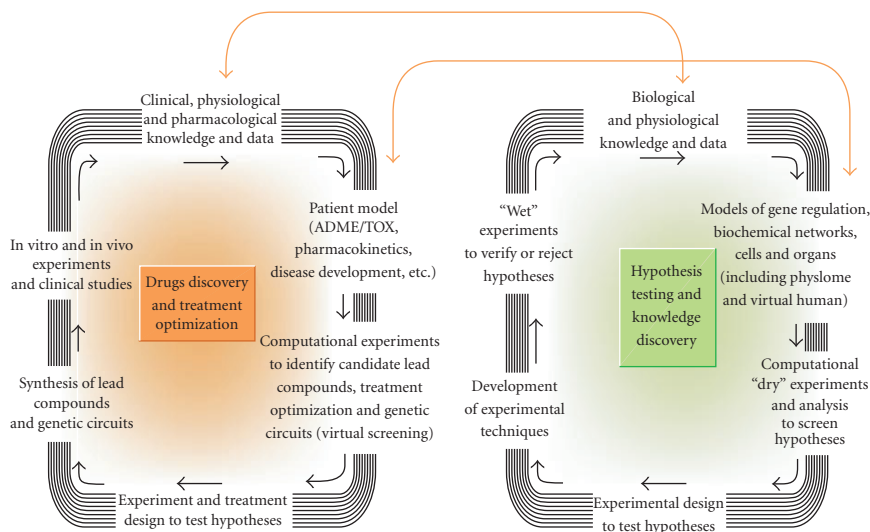 Clinical, physiological
and pharmacological
knowledge and data
Patient model
(ADME/TOX,
pharmacokinetics,
disease development, etc.)
Computational experiments
to identify candidate lead
compounds, treatment
optimization and genetic
circuits (virtual screening)
Experiment and treatment
design to test hypotheses
Synthesis of lead
compounds
and genetic circuits
In vitro and in vivo
experiments
and clinical studies
Drugs discovery
and treatment
optimization
Biological
and physiological
knowledge and data
Models of gene regulation,
biochemical networks,
cells and organs
(including physlome
and virtual human)
Computational
“dry” experiments
and analysis
to screen
hypotheses
Experimental design
to test hypotheses
Development
of experimental
techniques
“Wet”
experiments
to verify or reject
hypotheses
Hypothesis
testing and
knowledge
discovery